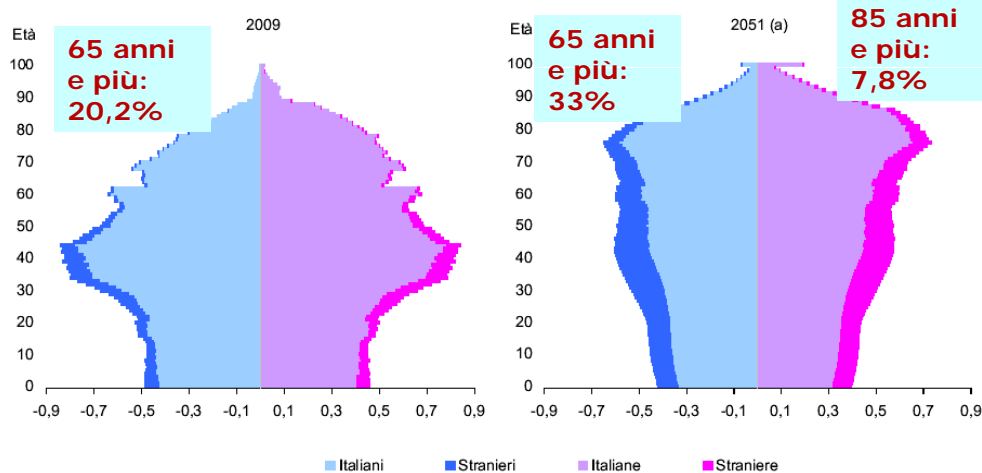 2009
Età
65 anni
e più:
20,2%
100
90
80
70
60
50
40
30
20
10
0
-0,9 -0,7 -0,5 -0,3 -0,1 0,1 0,3 0,5 0,7 0,9
2051 (a)
Età
65 anni
e più:
33%
85 anni
e più:
7,8%
100
90
80
70
60
50
40
30
20
10
0
-0,9 -0,7 -0,5 -0,3 -0,1 0,1 0,3 0,5 0,7 0,9
Italiani Stranieri Italiane Straniere